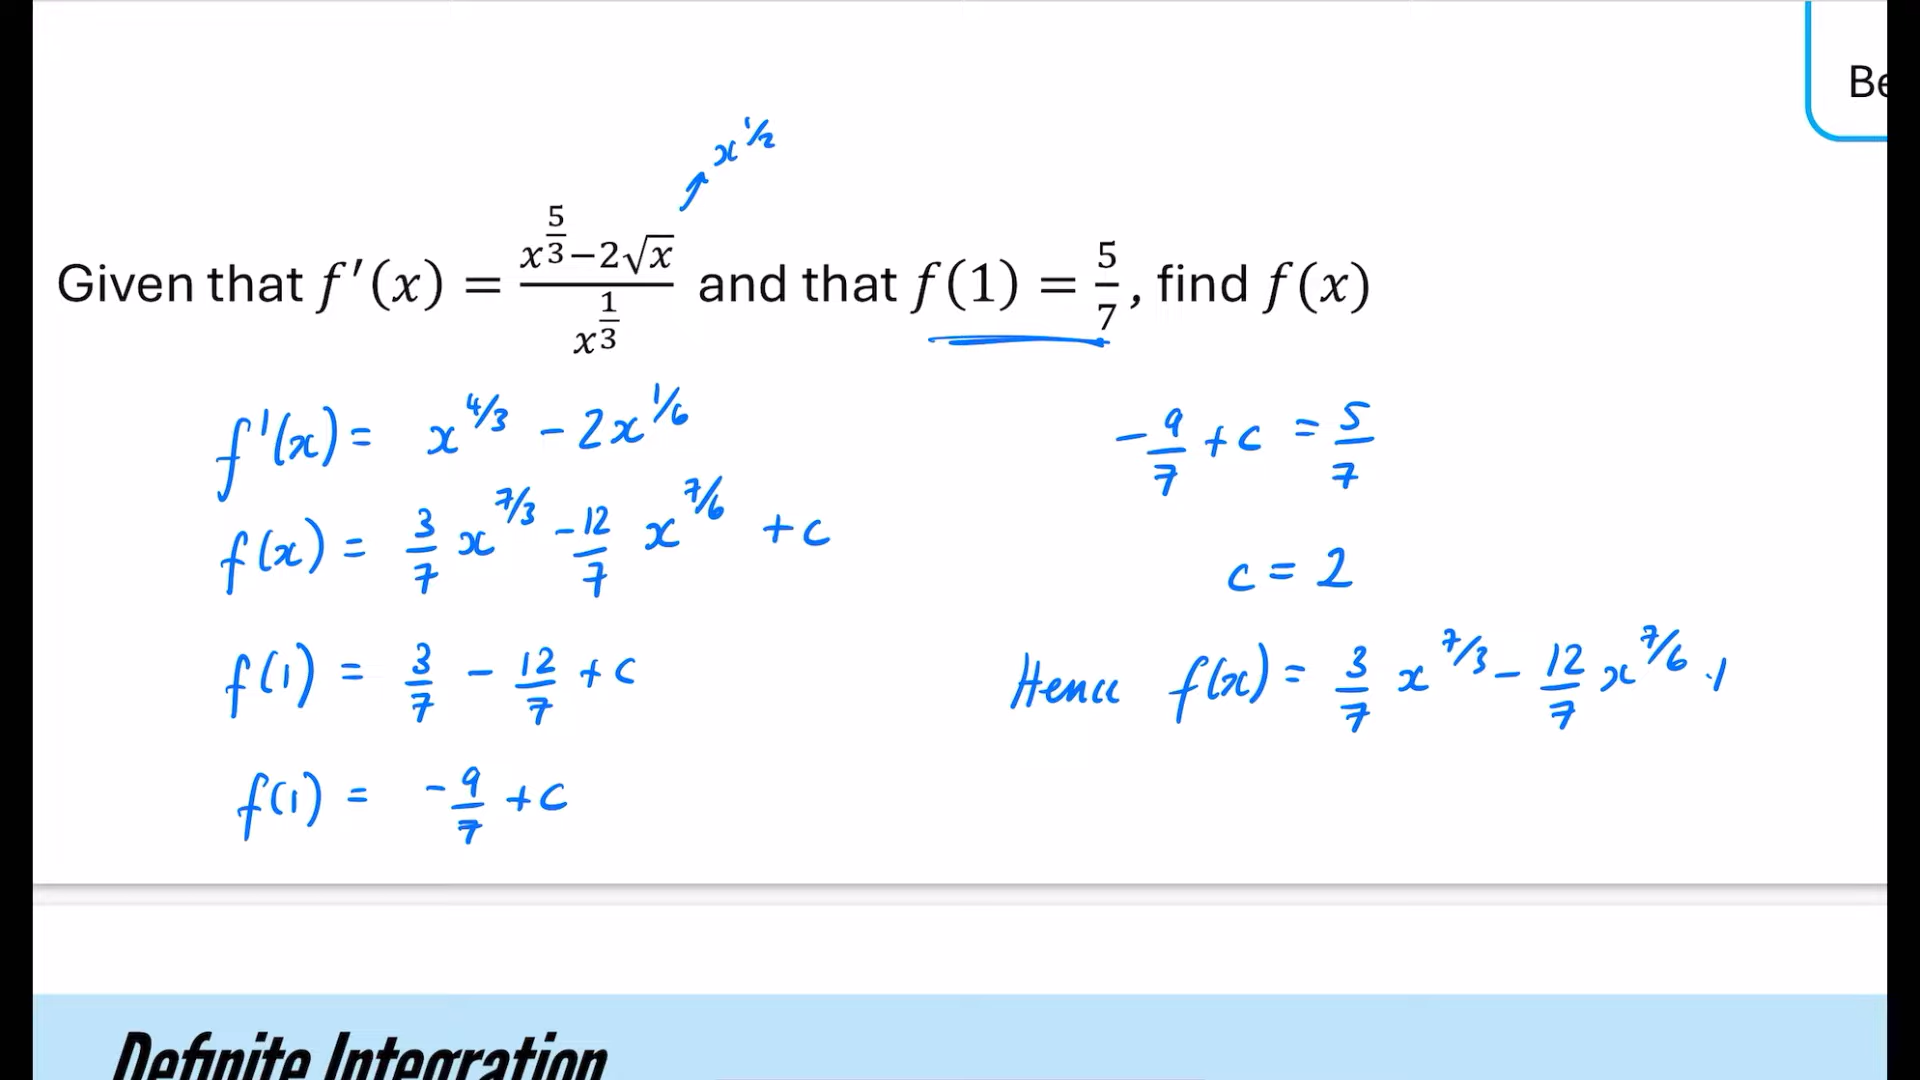 Be
x^1/2
Given that f′(x) = (x^(5/3)−2√x)/(x^(1/3)) and that f(1) = 5/7, find f(x)
f'(x) = x^4/3 - 2x^1/6
f(x) = 3/7 x^7/3 - 12/7 x^7/6 + c
f(1) = 3/7 - 12/7 + c
f(1) = -9/7 + c
-9/7 + c = 5/7
c = 2
Hence f(x) = 3/7 x^7/3 - 12/7 x^7/6
Definite Integration